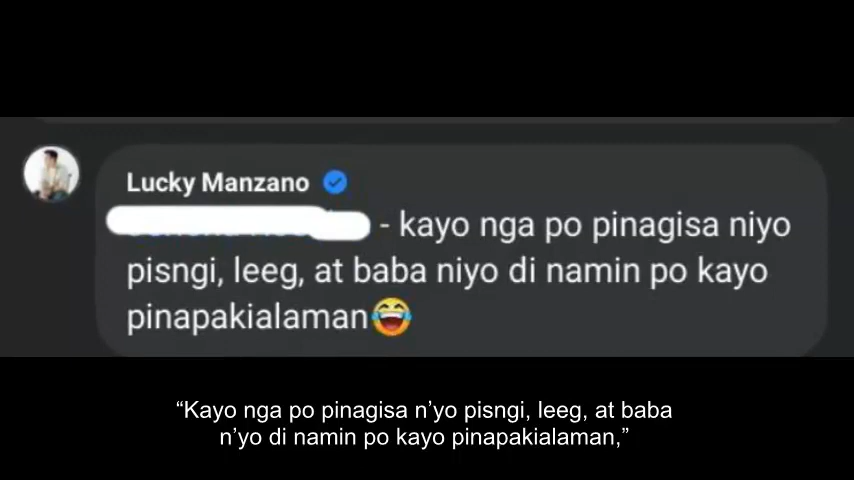 Lucky Manzano
- kayo nga po pinagisa niyo
pisngi, leeg, at baba niyo di namin po kayo
pinapakialaman😂
“Kayo nga po pinagisa n’yo pisngi, leeg, at baba
n’yo di namin po kayo pinapakialaman,”